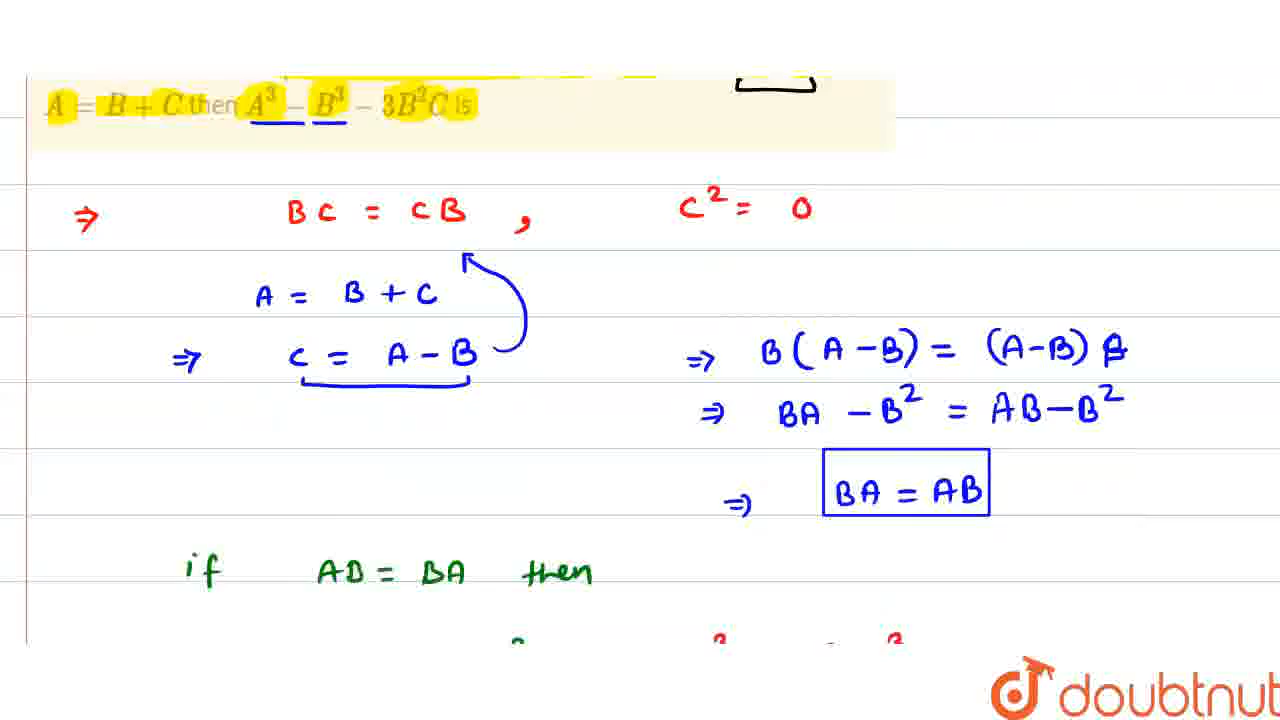 A = B + C then A³ − B³ − 3B²C is
⇒ BC = CB , C² = 0
A = B + C
⇒ C = A − B ⇒ B(A − B) = (A − B) B
⇒ BA − B² = AB − B²
⇒ BA = AB
if AB = BA then
doubtnut